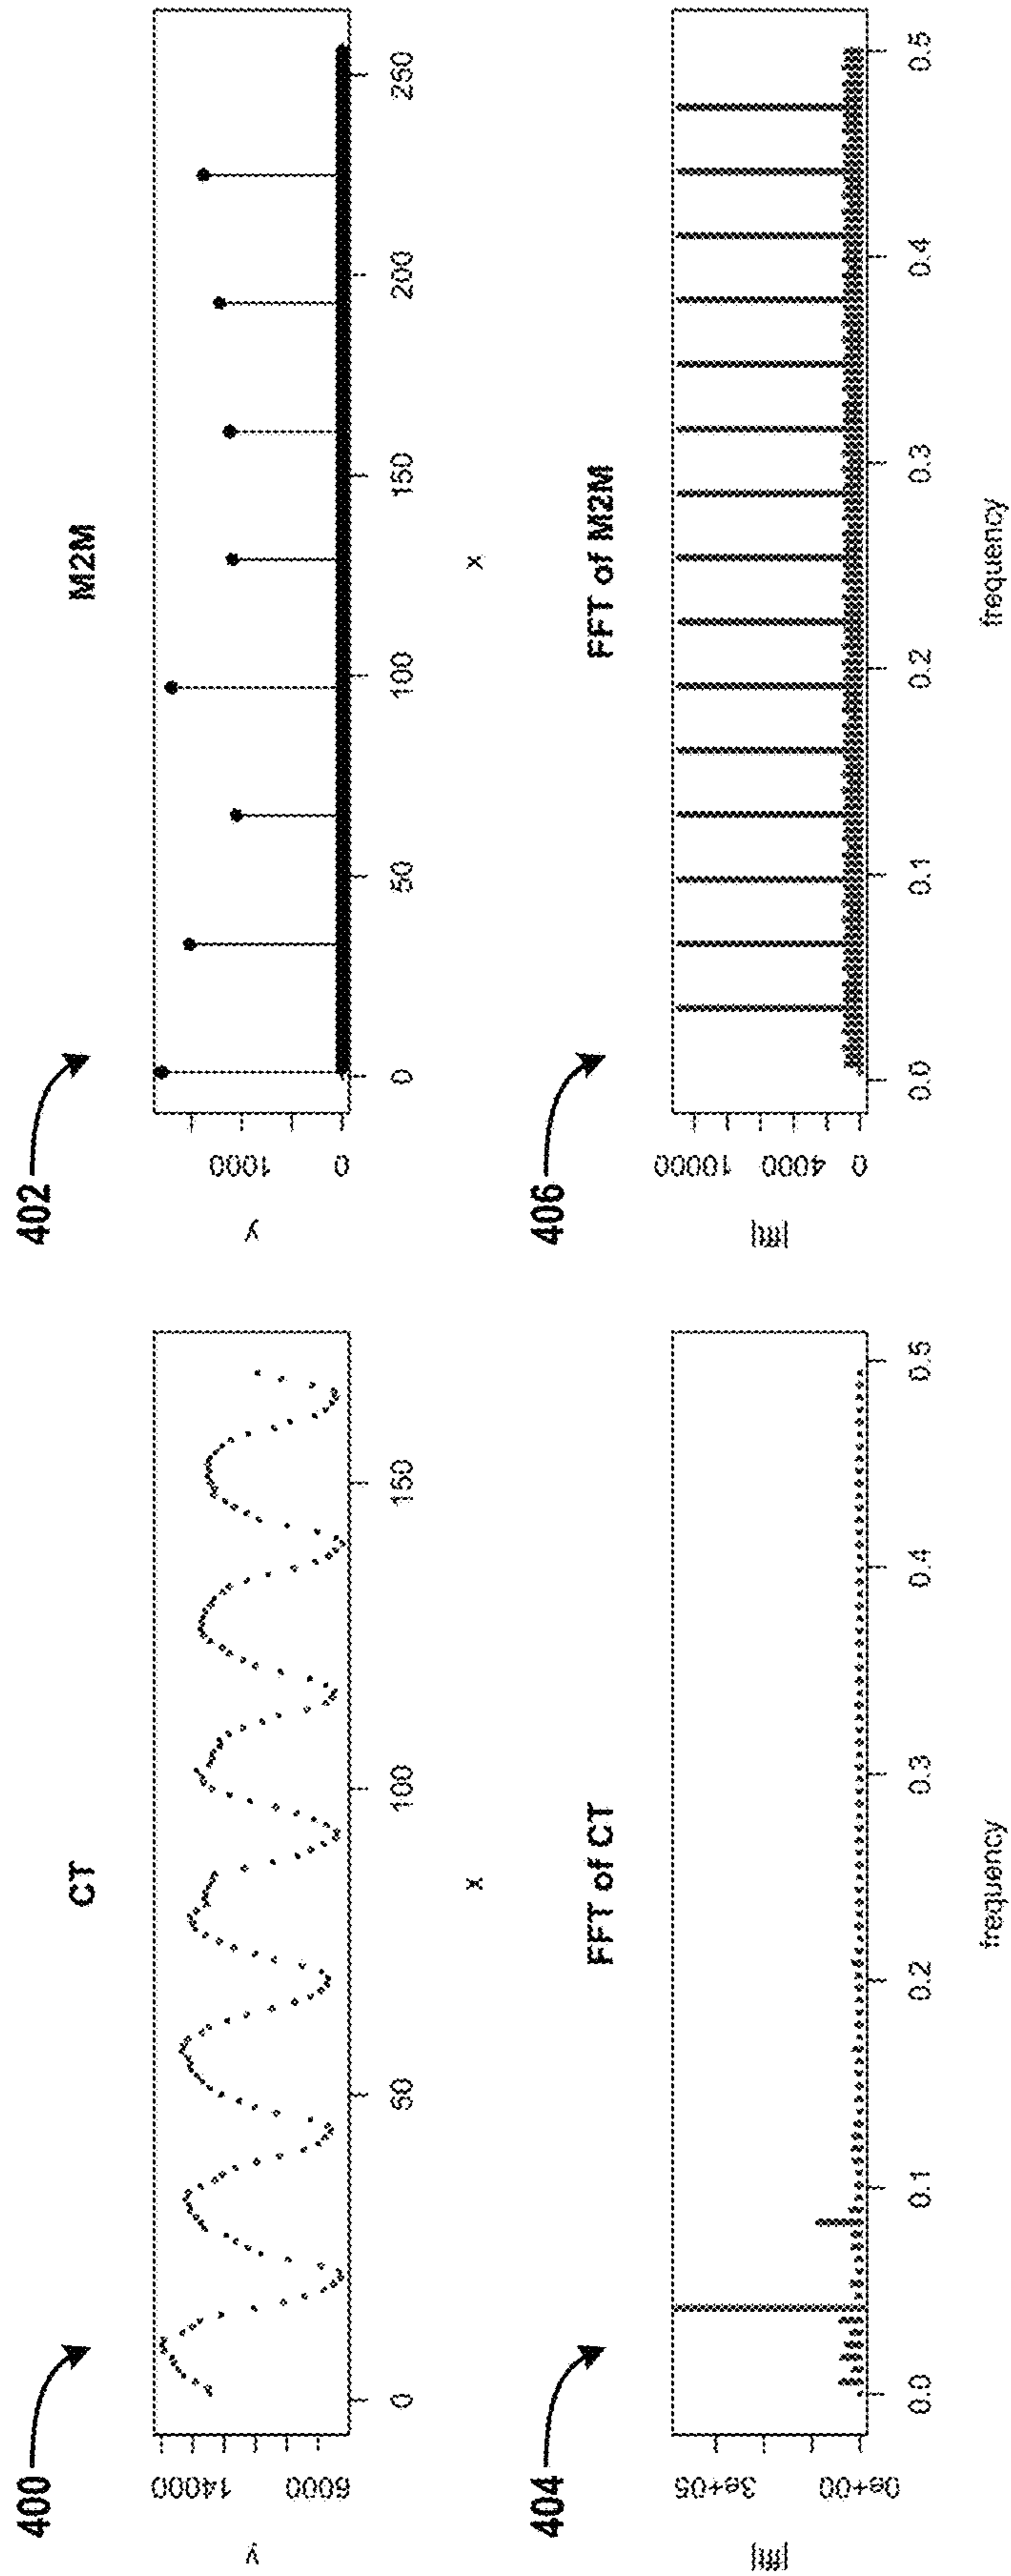 400
CT
y
6000 14000
0 50 100 150
x
402
M2M
y
0 1000
0 50 100 150 200 250
x
404
FFT of CT
|fft|
0e+00 3e+05
0.0 0.1 0.2 0.3 0.4 0.5
frequency
406
FFT of M2M
|fft|
0 4000 10000
0.0 0.1 0.2 0.3 0.4 0.5
frequency